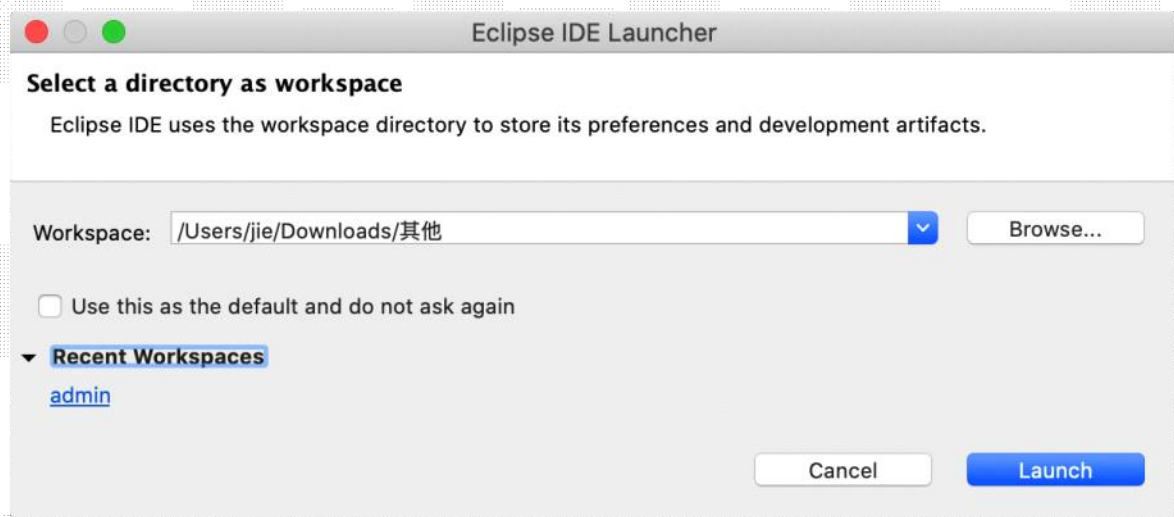 Eclipse IDE Launcher
Select a directory as workspace
Eclipse IDE uses the workspace directory to store its preferences and development artifacts.
Workspace: /Users/jie/Downloads/其他 Browse...
Use this as the default and do not ask again
Recent Workspaces
admin
Cancel Launch